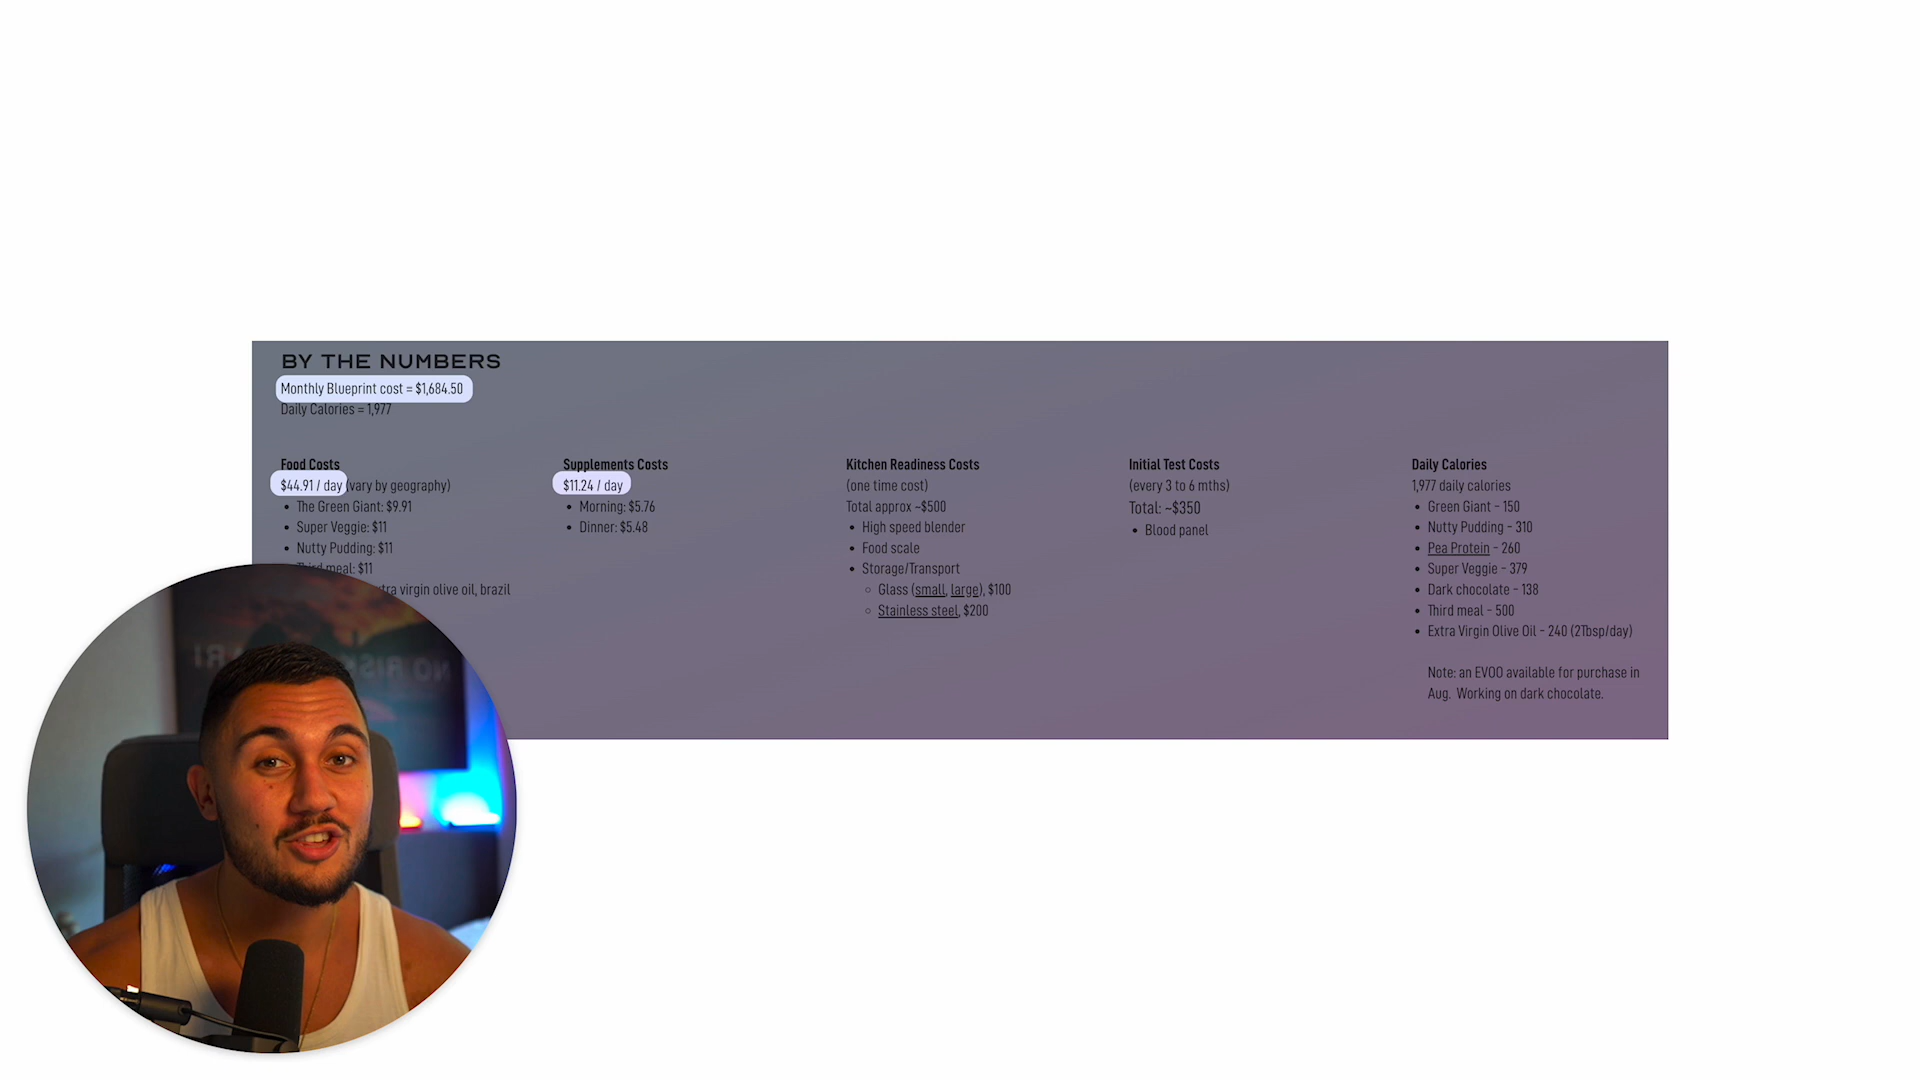 BY THE NUMBERS
Monthly Blueprint cost = $1,684.50
Daily Calories = 1,977
Food Costs
$44.91 / day (vary by geography)
• The Green Giant: $9.91
• Super Veggie: $11
• Nutty Pudding: $11
Third meal: $11
virgin olive oil, brazil
Supplements Costs
$11.24 / day
• Morning: $5.76
• Dinner: $5.48
Kitchen Readiness Costs
(one time cost)
Total approx ~$500
• High speed blender
• Food scale
• Storage/Transport
○ Glass (small, large), $100
○ Stainless steel, $200
Initial Test Costs
(every 3 to 6 mths)
Total: ~$350
• Blood panel
Daily Calories
1,977 daily calories
• Green Giant - 150
• Nutty Pudding - 310
• Pea Protein - 260
• Super Veggie - 379
• Dark chocolate - 138
• Third meal - 500
• Extra Virgin Olive Oil - 240 (2Tbsp/day)
Note: an EVOO available for purchase in
Aug. Working on dark chocolate.
NO RISK